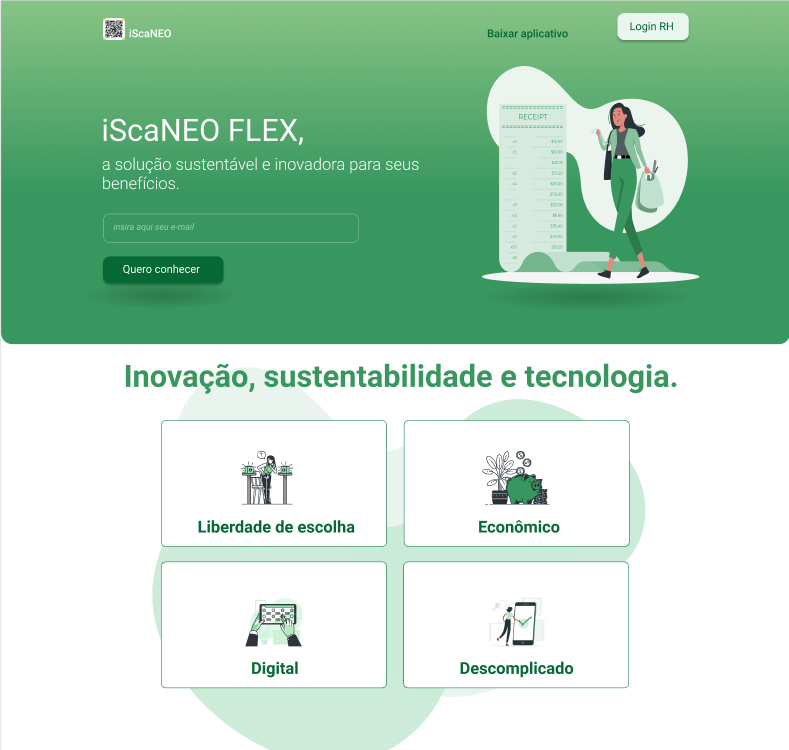 iScaNEO
Baixar aplicativo
Login RH
iScaNEO FLEX,
a solução sustentável e inovadora para seus
benefícios.
Insira aqui seu e-mail
Quero conhecer
RECEIPT
Inovação, sustentabilidade e tecnologia.
Liberdade de escolha
Econômico
Digital
Descomplicado